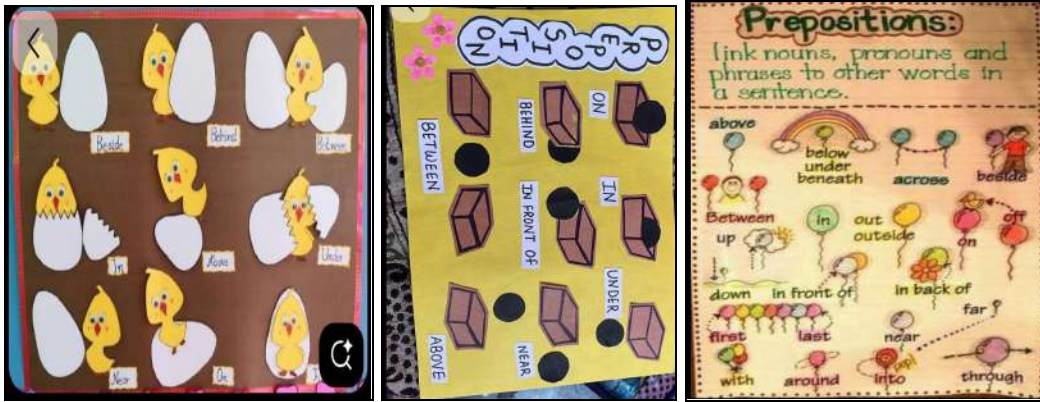 Beside
Behind
Between
In
Above
Under
Near
On
PREPOSITION
ON
IN
UNDER
BEHIND
IN FRONT OF
NEAR
BETWEEN
ABOVE
Prepositions:
link nouns, pronouns and
phrases to other words in
a sentence.
above
below
under
beneath
across
beside
Between
in
out
outside
on
off
up
down
in front of
in back of
far
first
last
near
with
around
into
pop!
through